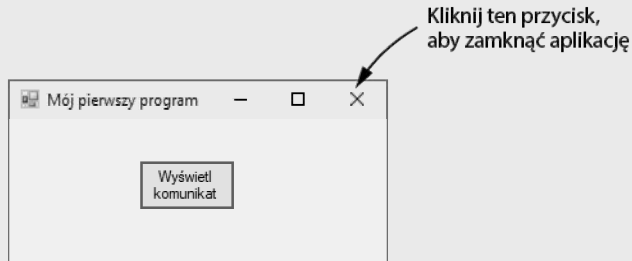 Kliknij ten przycisk,
aby zamknąć aplikację
Mój pierwszy program
Wyświetl
komunikat